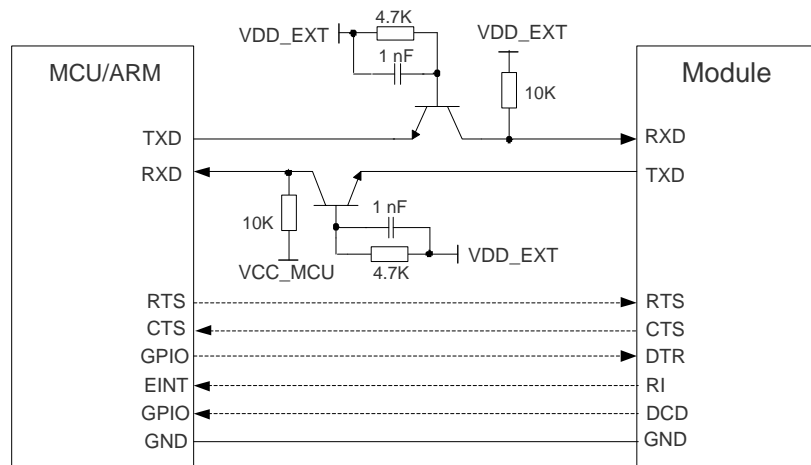 4.7K
VDD_EXT
VDD_EXT
1 nF
MCU/ARM
Module
10K
TXD
RXD
RXD
TXD
1 nF
10K
VDD_EXT
VCC_MCU
4.7K
RTS
RTS
CTS
CTS
GPIO
DTR
EINT
RI
GPIO
DCD
GND
GND